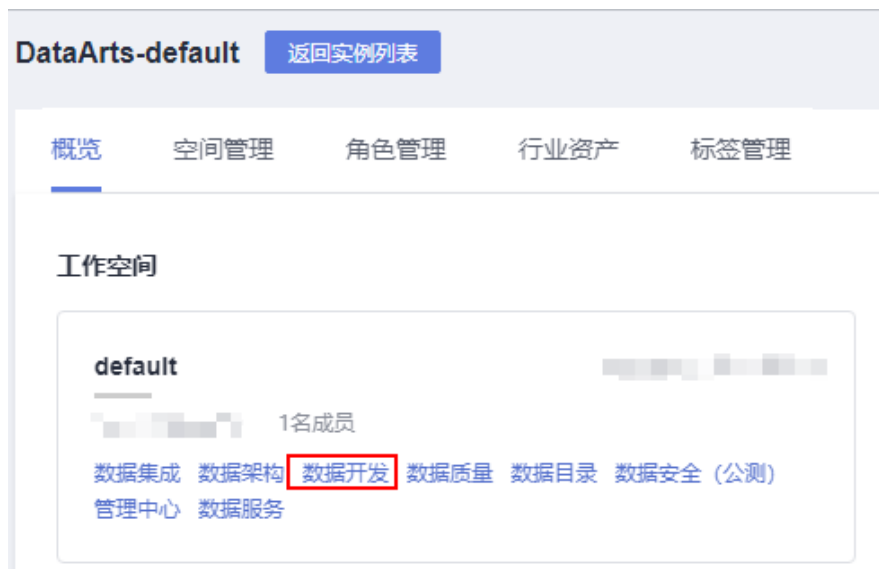 DataArts-default 返回实例列表
概览 空间管理 角色管理 行业资产 标签管理
工作空间
default
1名成员
数据集成 数据架构 数据开发 数据质量 数据目录 数据安全（公测）
管理中心 数据服务